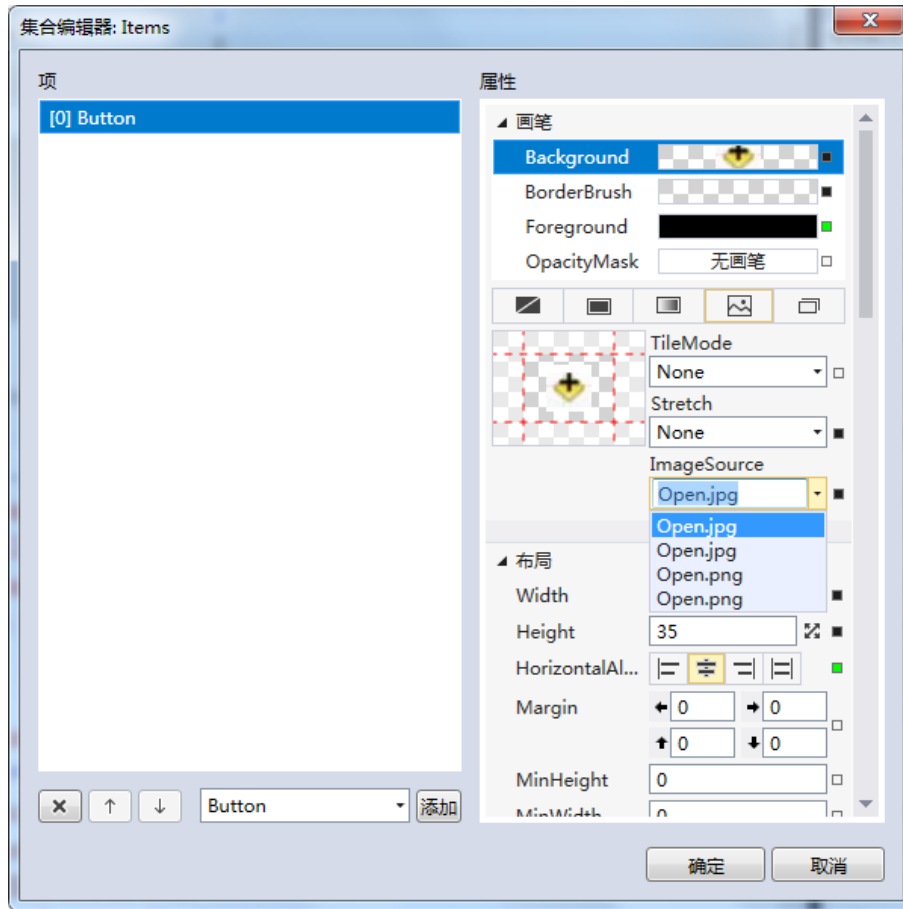 集合编辑器: Items
项
[0] Button
Button
添加
属性
画笔
Background
BorderBrush
Foreground
OpacityMask 无画笔
TileMode
None
Stretch
None
ImageSource
Open.jpg
Open.jpg
Open.jpg
Open.png
Open.png
布局
Width
Height 35
HorizontalAl...
Margin 0 0
0 0
MinHeight 0
MinWidth 0
确定 取消